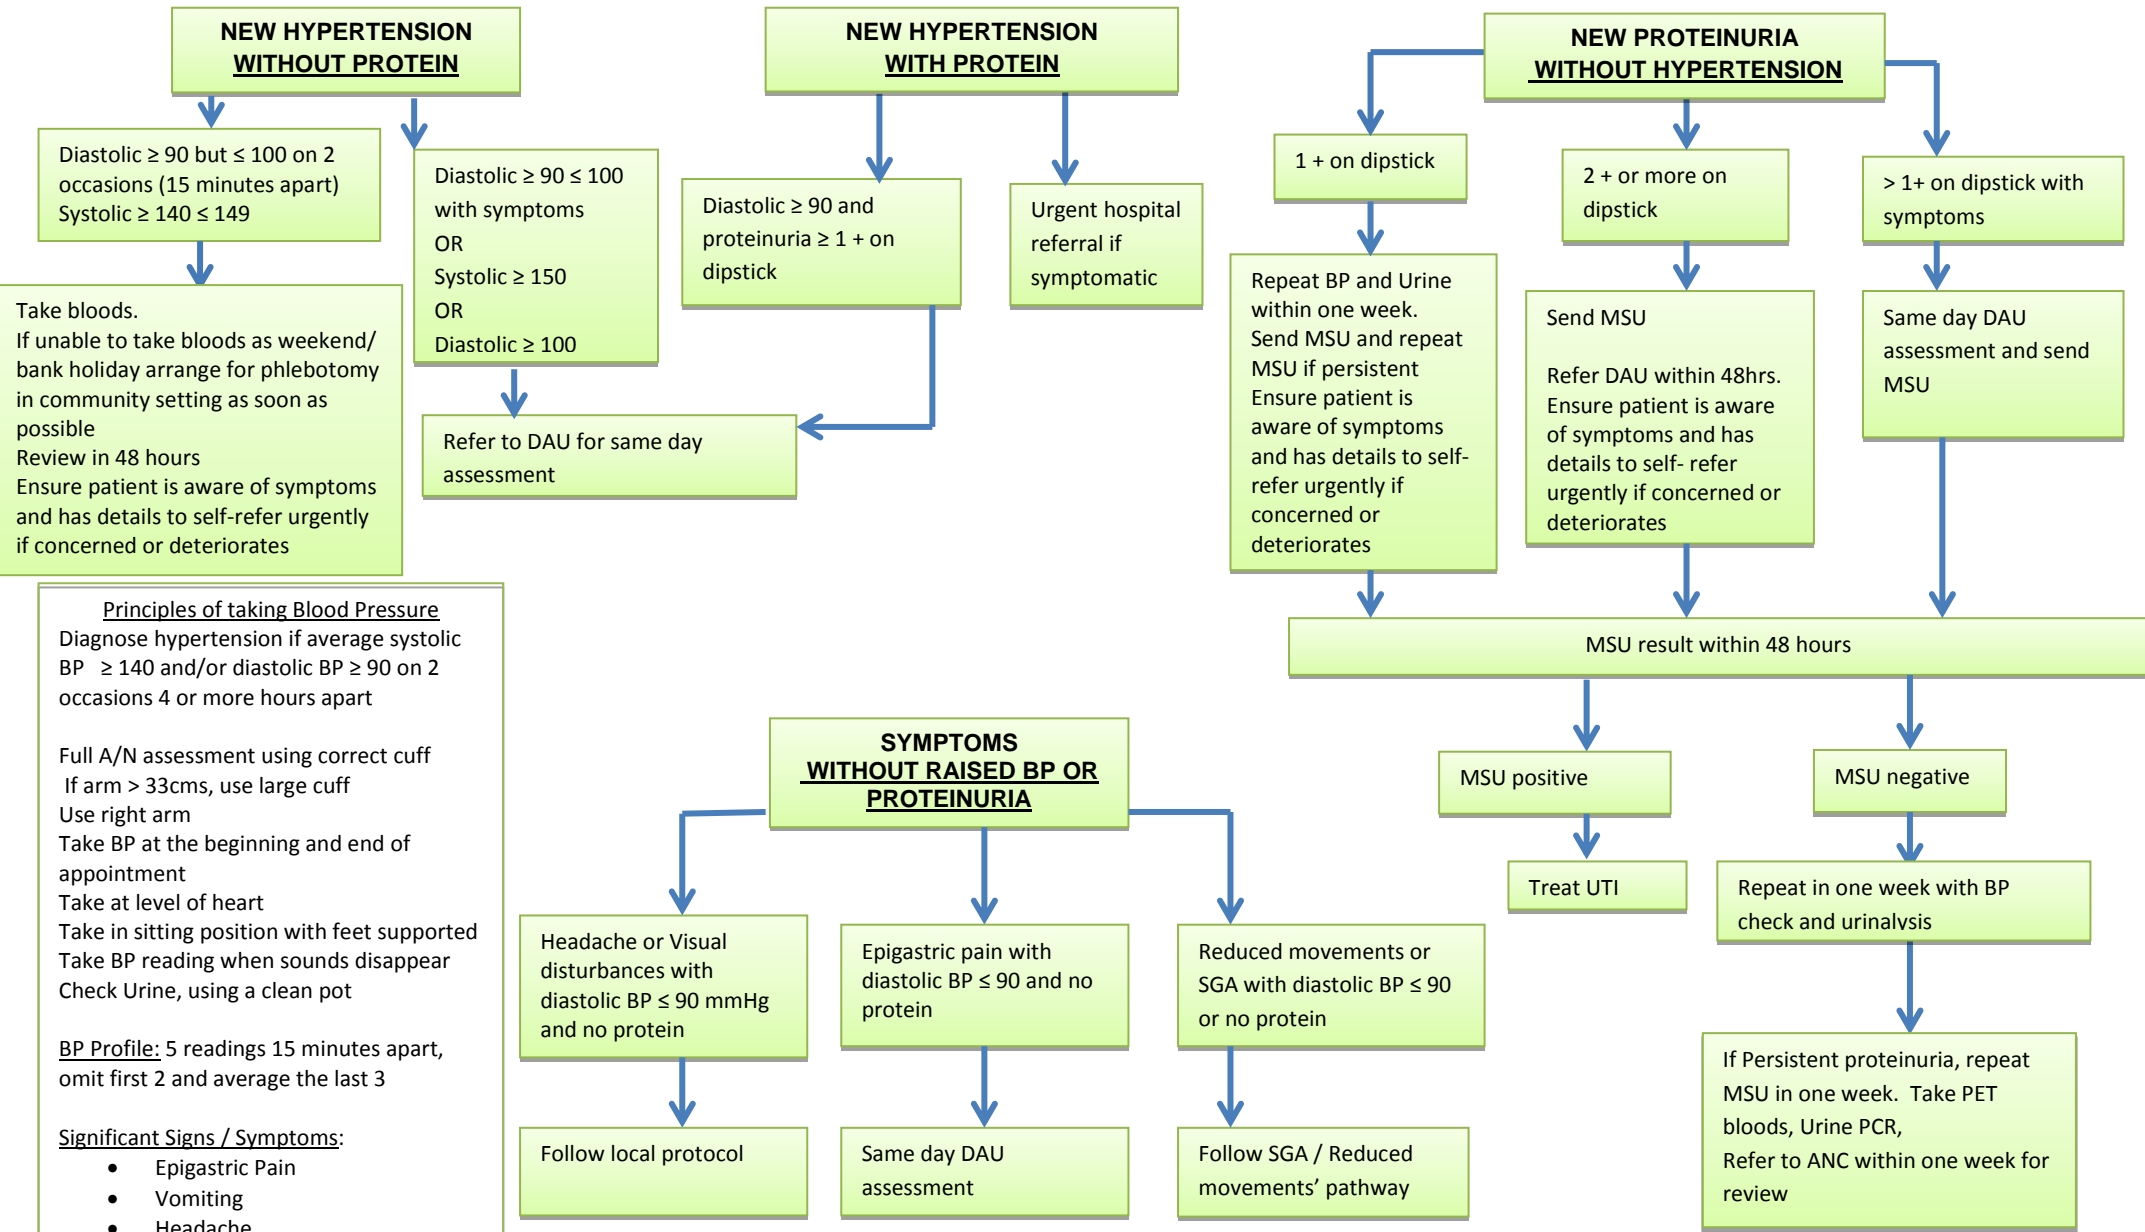 NEW HYPERTENSION
WITHOUT PROTEIN
Diastolic ≥ 90 but ≤ 100 on 2
occasions (15 minutes apart)
Systolic ≥ 140 ≤ 149
Diastolic ≥ 90 ≤ 100
with symptoms
OR
Systolic ≥ 150
OR
Diastolic ≥ 100
Take bloods.
If unable to take bloods as weekend/
bank holiday arrange for phlebotomy
in community setting as soon as
possible
Review in 48 hours
Ensure patient is aware of symptoms
and has details to self-refer urgently
if concerned or deteriorates
NEW HYPERTENSION
WITH PROTEIN
Diastolic ≥ 90 and
proteinuria ≥ 1 + on
dipstick
Urgent hospital
referral if
symptomatic
Refer to DAU for same day
assessment
NEW PROTEINURIA
WITHOUT HYPERTENSION
1 + on dipstick
2 + or more on
dipstick
> 1+ on dipstick with
symptoms
Repeat BP and Urine
within one week.
Send MSU and repeat
MSU if persistent
Ensure patient is
aware of symptoms
and has details to self-
refer urgently if
concerned or
deteriorates
Send MSU
Refer DAU within 48hrs.
Ensure patient is aware
of symptoms and has
details to self- refer
urgently if concerned or
deteriorates
Same day DAU
assessment and send
MSU
MSU result within 48 hours
MSU positive
MSU negative
Treat UTI
Repeat in one week with BP
check and urinalysis
If Persistent proteinuria, repeat
MSU in one week. Take PET
bloods, Urine PCR,
Refer to ANC within one week for
review
Principles of taking Blood Pressure
Diagnose hypertension if average systolic
BP ≥ 140 and/or diastolic BP ≥ 90 on 2
occasions 4 or more hours apart
Full A/N assessment using correct cuff
If arm > 33cms, use large cuff
Use right arm
Take BP at the beginning and end of
appointment
Take at level of heart
Take in sitting position with feet supported
Take BP reading when sounds disappear
Check Urine, using a clean pot
BP Profile: 5 readings 15 minutes apart,
omit first 2 and average the last 3
Significant Signs / Symptoms:
• Epigastric Pain
• Vomiting
• Headache
SYMPTOMS
WITHOUT RAISED BP OR
PROTEINURIA
Headache or Visual
disturbances with
diastolic BP ≤ 90 mmHg
and no protein
Epigastric pain with
diastolic BP ≤ 90 and no
protein
Reduced movements or
SGA with diastolic BP ≤ 90
or no protein
Follow local protocol
Same day DAU
assessment
Follow SGA / Reduced
movements’ pathway